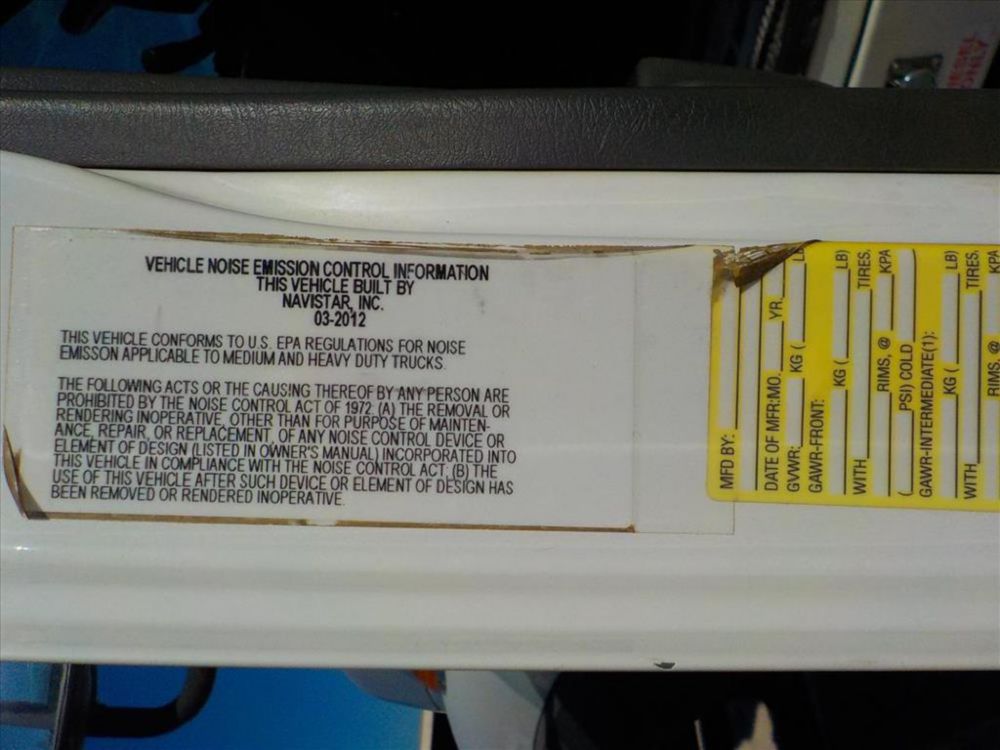 DIESEL
ONLY
VEHICLE NOISE EMISSION CONTROL INFORMATION
THIS VEHICLE BUILT BY
NAVISTAR, INC.
03-2012
THIS VEHICLE CONFORMS TO U.S. EPA REGULATIONS FOR NOISE
EMISSON APPLICABLE TO MEDIUM AND HEAVY DUTY TRUCKS.
THE FOLLOWING ACTS OR THE CAUSING THEREOF BY ANY PERSON ARE
PROHIBITED BY THE NOISE CONTROL ACT OF 1972: (A) THE REMOVAL OR
RENDERING INOPERATIVE, OTHER THAN FOR PURPOSE OF MAINTEN-
ANCE, REPAIR, OR REPLACEMENT, OF ANY NOISE CONTROL DEVICE OR
ELEMENT OF DESIGN (LISTED IN OWNER'S MANUAL) INCORPORATED INTO
THIS VEHICLE IN COMPLIANCE WITH THE NOISE CONTROL ACT; (B) THE
USE OF THIS VEHICLE AFTER SUCH DEVICE OR ELEMENT OF DESIGN HAS
BEEN REMOVED OR RENDERED INOPERATIVE.
MFD BY:
DATE OF MFR:MO. YR.
GVWR: KG ( LB
GAWR-FRONT:
KG ( LB)
WITH TIRES,
RIMS, @ KPA
( PSI) COLD
GAWR-INTERMEDIATE(1):
KG ( LB)
WITH TIRES,
RIMS, @ KPA